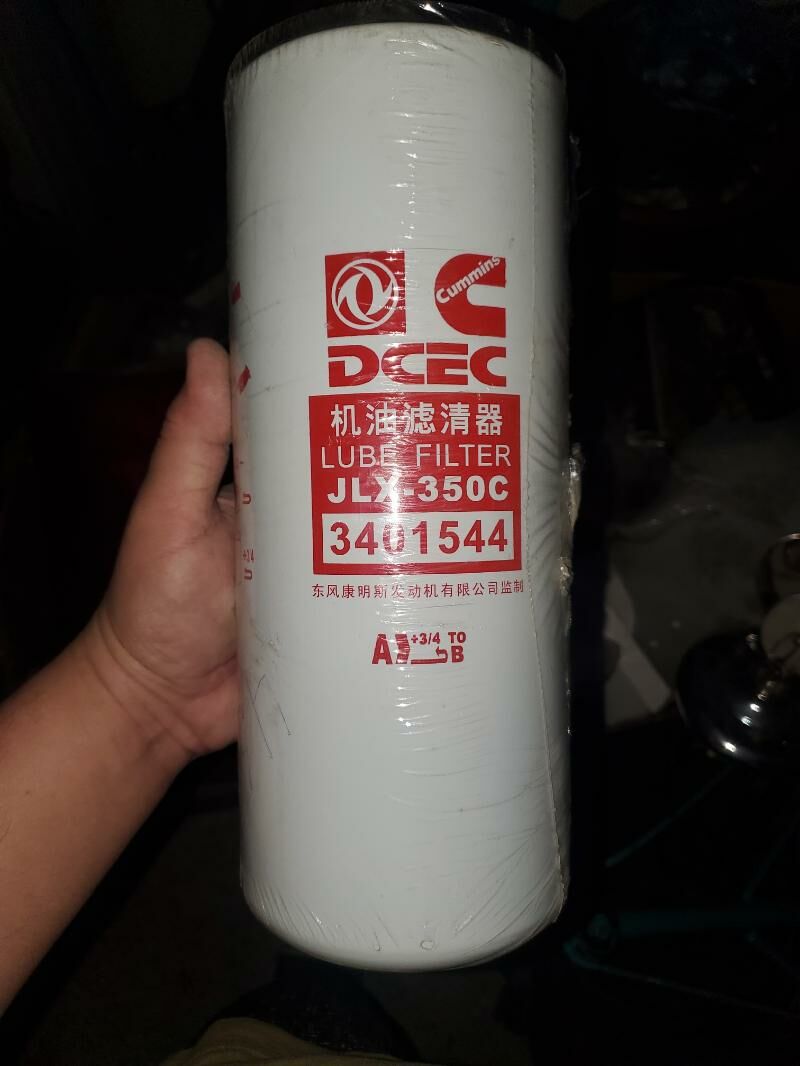 Cummins
DCEC
机油滤清器
LUBE FILTER
JLX-350C
3401544
东风康明斯发动机有限公司监制
A +3/4 TO B